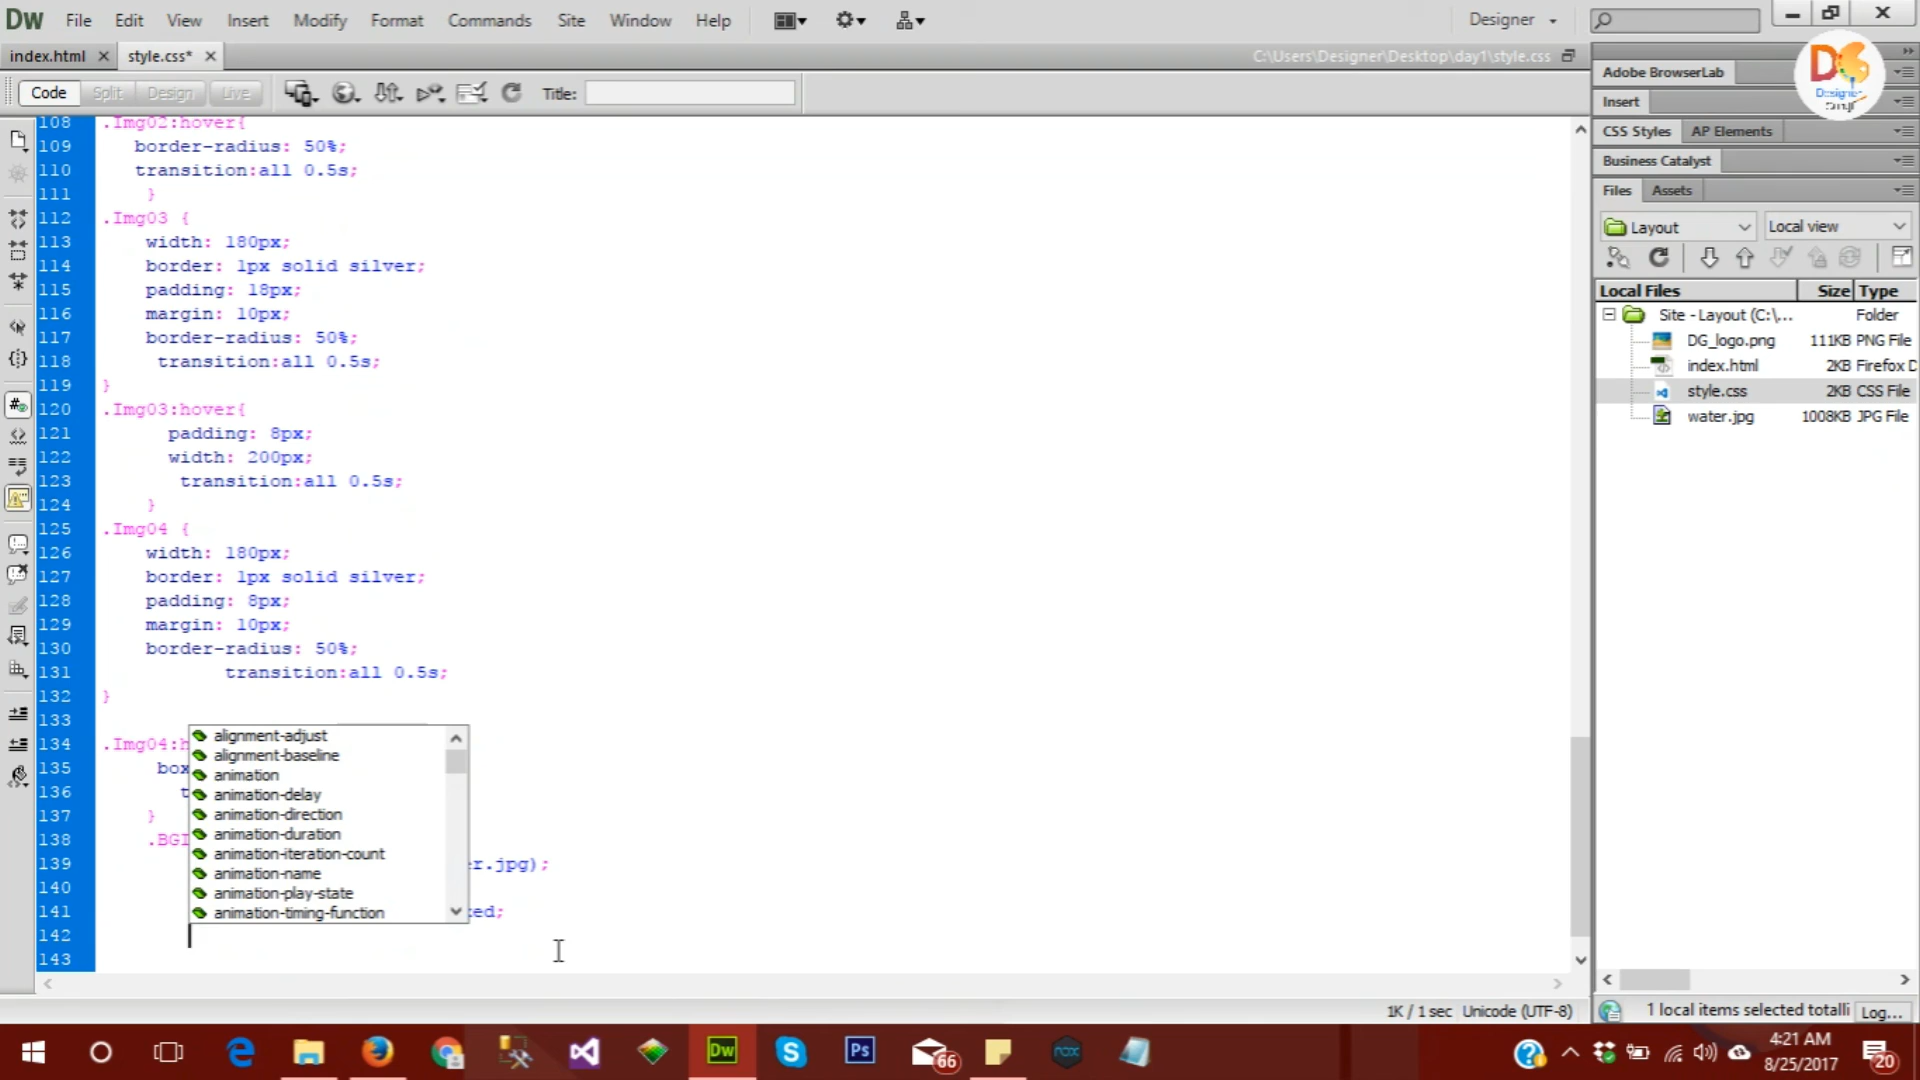 Dw File Edit View Insert Modify Format Commands Site Window Help Designer
index.html style.css* C:\Users\Designer\Desktop\day1\style.css
Code Split Design Live Title:
108 .Img02:hover{
109 border-radius: 50%;
110 transition:all 0.5s;
111 }
112 .Img03 {
113 width: 180px;
114 border: 1px solid silver;
115 padding: 18px;
116 margin: 10px;
117 border-radius: 50%;
118 transition:all 0.5s;
119 }
120 .Img03:hover{
121 padding: 8px;
122 width: 200px;
123 transition:all 0.5s;
124 }
125 .Img04 {
126 width: 180px;
127 border: 1px solid silver;
128 padding: 8px;
129 margin: 10px;
130 border-radius: 50%;
131 transition:all 0.5s;
132 }
133
134 .Img04:h
135 box
136 t
137 }
138 .BGI
139 er.jpg);
140
141 ed;
142
143
alignment-adjust
alignment-baseline
animation
animation-delay
animation-direction
animation-duration
animation-iteration-count
animation-name
animation-play-state
animation-timing-function
1K / 1 sec Unicode (UTF-8)
Adobe BrowserLab
Insert
CSS Styles AP Elements
Business Catalyst
Files Assets
Layout Local view
Local Files Size Type
Site - Layout (C:\... Folder
DG_logo.png 111KB PNG File
index.html 2KB Firefox D
style.css 2KB CSS File
water.jpg 1008KB JPG File
1 local items selected totalli Log...
Dw Ps 66 nox
4:21 AM
8/25/2017
20